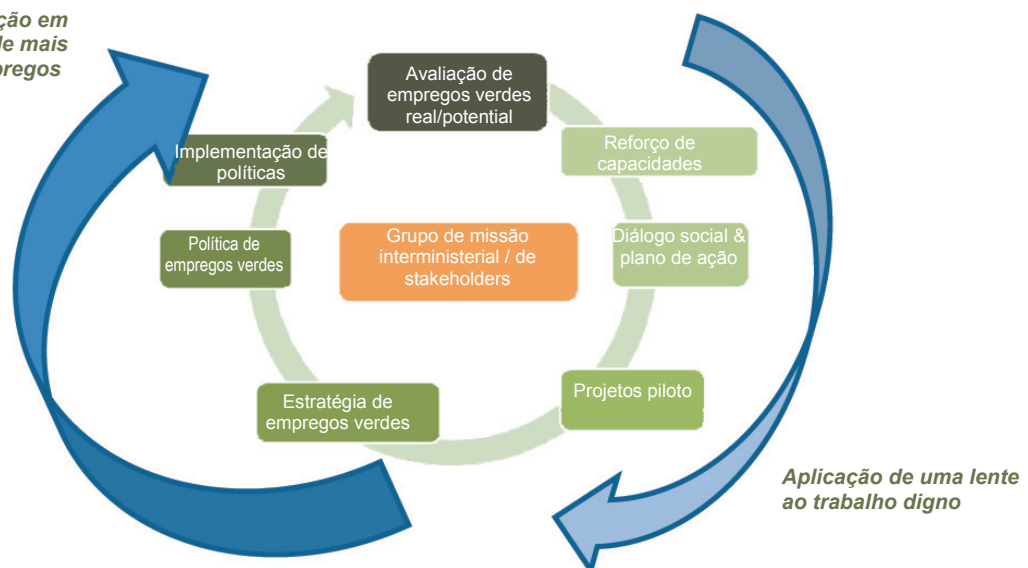 ção em
de mais
pregos
Avaliação de
empregos verdes
real/potential
Reforço de
capacidades
Diálogo social &
plano de ação
Projetos piloto
Estratégia de
empregos verdes
Política de
empregos verdes
Implementação de
políticas
Grupo de missão
interministerial / de
stakeholders
Aplicação de uma lente
ao trabalho digno